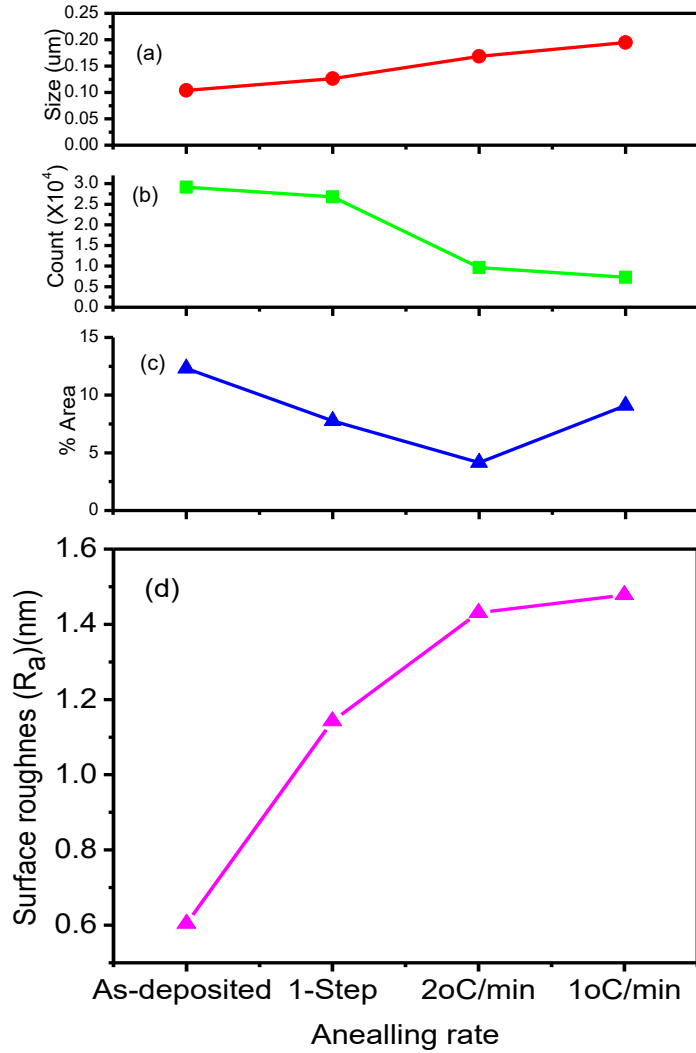 0.25
0.20
0.15
0.10
0.05
0.00
Size (um)
(a)
3.0
2.5
2.0
1.5
1.0
0.5
0.0
Count (X10⁴)
(b)
15
10
5
0
% Area
(c)
1.6
1.4
1.2
1.0
0.8
0.6
Surface roughnes (Rₐ)(nm)
(d)
As-deposited 1-Step 2oC/min 1oC/min
Anealling rate